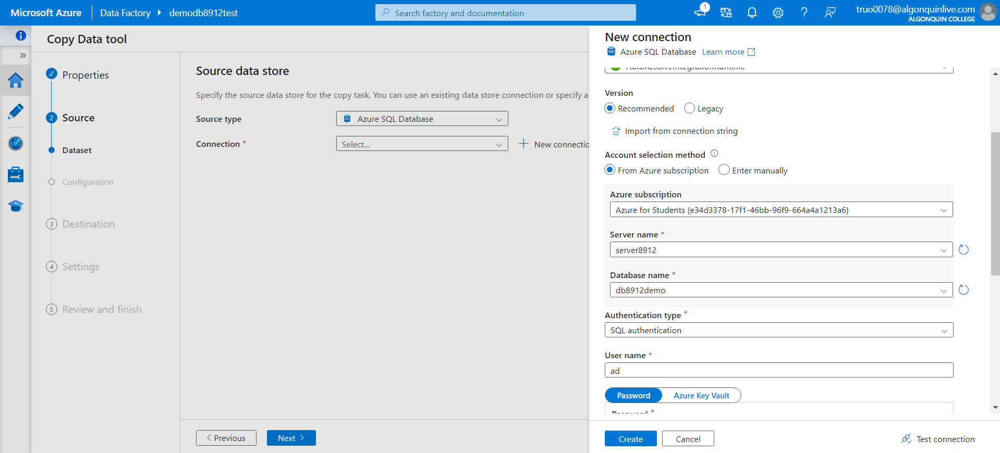 Microsoft Azure
Data Factory
demodb8912test
Search factory and documentation
1
truo0078@algonquinlive.com
ALGONQUIN COLLEGE
Copy Data tool
Properties
2 Source
Dataset
Configuration
3 Destination
4 Settings
5 Review and finish
Source data store
Specify the source data store for the copy task. You can use an existing data store connection or specify a
Source type
SQL Azure SQL Database
Connection *
Select...
New connectio
Previous
Next
New connection
SQL Azure SQL Database Learn more
AutoResolveIntegrationRuntime
Version
Recommended Legacy
Import from connection string
Account selection method
From Azure subscription Enter manually
Azure subscription
Azure for Students (e34d3378-17f1-46bb-96f9-664a4a1213a6)
Server name *
server8912
Database name *
db8912demo
Authentication type *
SQL authentication
User name *
ad
Password Azure Key Vault
Password *
Create
Cancel
Test connection